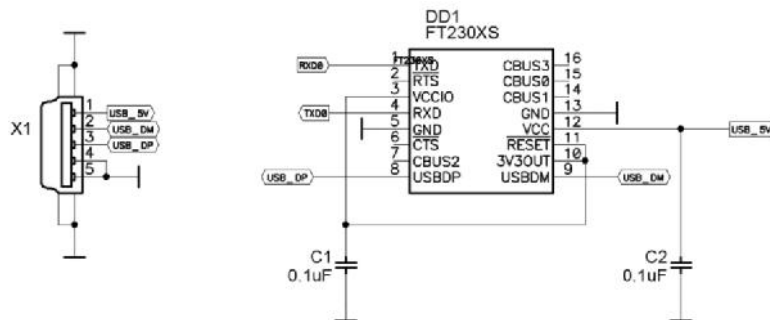 X1
1 USB_5V
2 USB_DM
3 USB_DP
4
5
DD1
FT230XS
FT230XS
RXD0 1 TXD
2 RTS
3 VCCIO
TXD0 4 RXD
5 GND
6 CTS
7 CBUS2
USB_DP 8 USBDP
CBUS3 16
CBUS0 15
CBUS1 14
GND 13
VCC 12 USB_5V
RESET 11
3V3OUT 10
USBDM 9 USB_DM
C1
0.1uF
C2
0.1uF